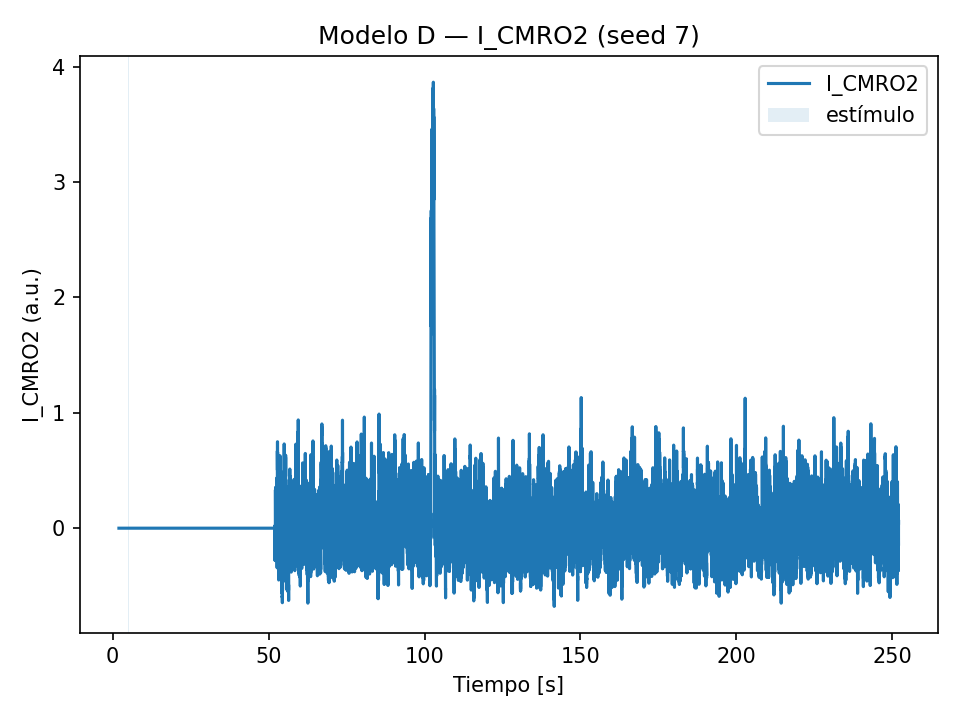 Modelo D — I_CMRO2 (seed 7)
I_CMRO2
estímulo
I_CMRO2 (a.u.)
4
3
2
1
0
0 50 100 150 200 250
Tiempo [s]